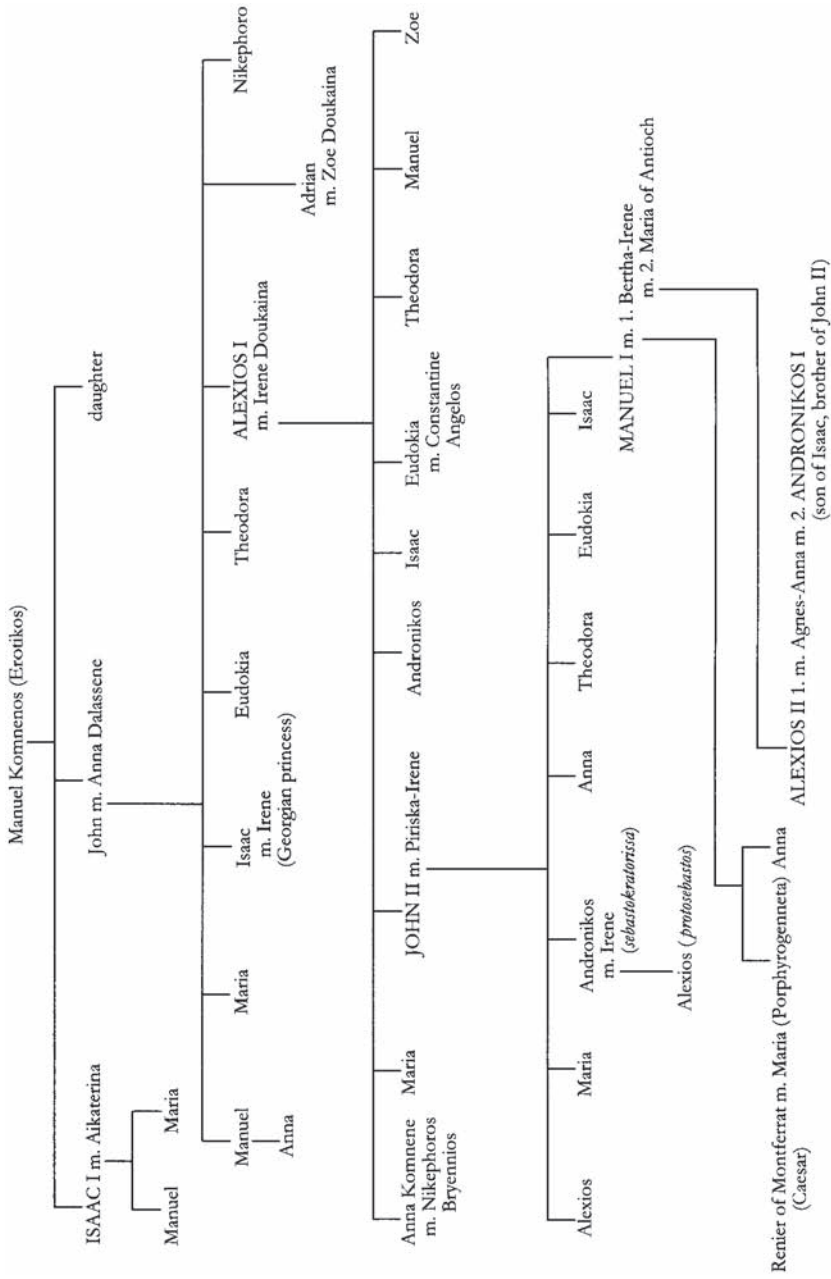 Manuel Komnenos (Erotikos)
ISAAC I m. Aikaterina
John m. Anna Dalassene
daughter
Manuel
Maria
Manuel
Maria
Isaac
m. Irene
(Georgian princess)
Eudokia
Theodora
ALEXIOS I
m. Irene Doukaina
Adrian
m. Zoe Doukaina
Nikephoro
Anna
Anna Komnene
m. Nikephoros
Bryennios
Maria
JOHN II m. Piriska-Irene
Andronikos
Isaac
Eudokia
m. Constantine
Angelos
Theodora
Manuel
Zoe
Alexios
Maria
Andronikos
m. Irene
(sebastokratorissa)
Anna
Theodora
Eudokia
Isaac
MANUEL I m. 1. Bertha-Irene
m. 2. Maria of Antioch
Alexios (protosebastos)
Renier of Montferrat m. Maria (Porphyrogenneta) Anna
(Caesar)
ALEXIOS II 1. m. Agnes-Anna m. 2. ANDRONIKOS I
(son of Isaac, brother of John II)